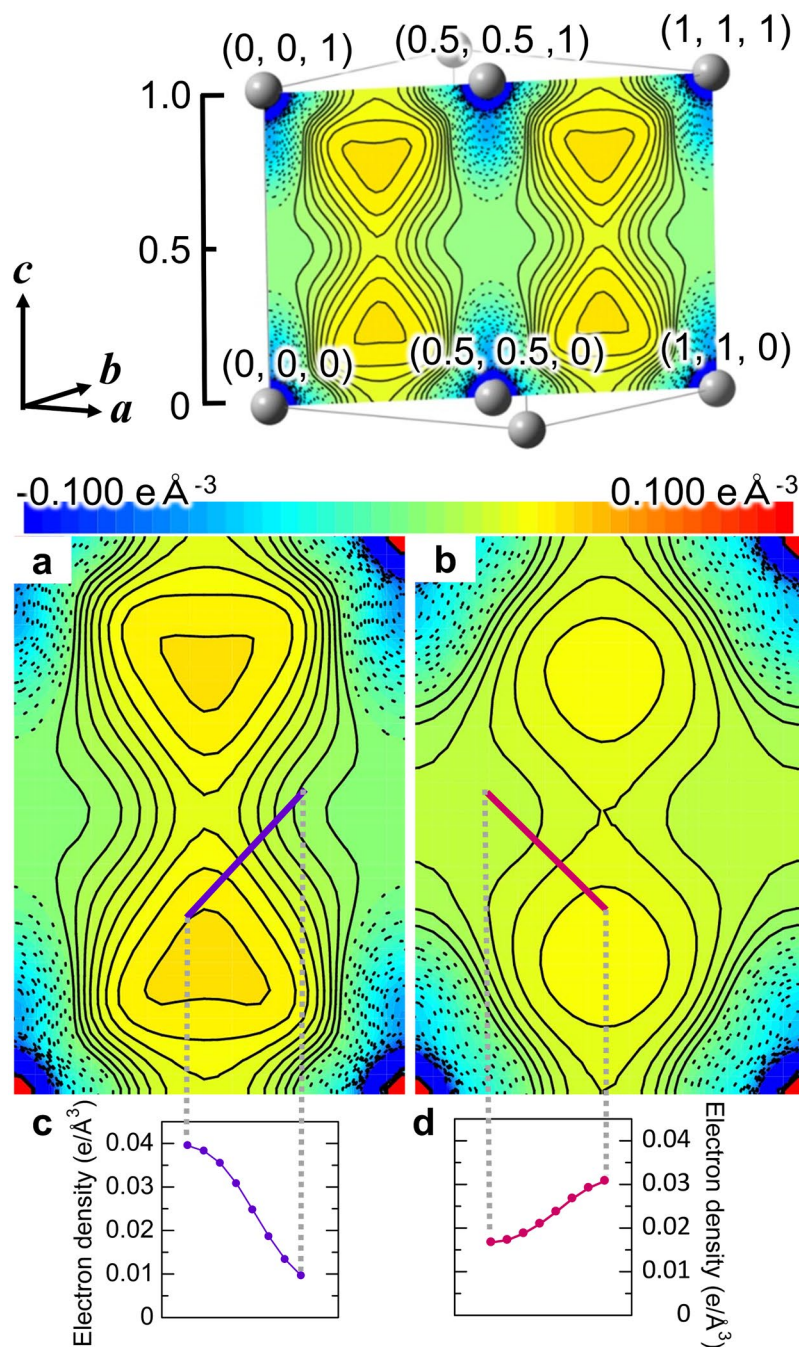 (0, 0, 1) (0.5, 0.5 ,1) (1, 1, 1)
1.0
0.5
c
b
a
(0, 0, 0) (0.5, 0.5, 0) (1, 1, 0)
0
-0.100 e Å-3 0.100 e Å-3
a b
c
Electron density (e/Å3)
0.04
0.03
0.02
0.01
0
d
0.04
0.03
0.02
0.01
0
Electron density (e/Å3)